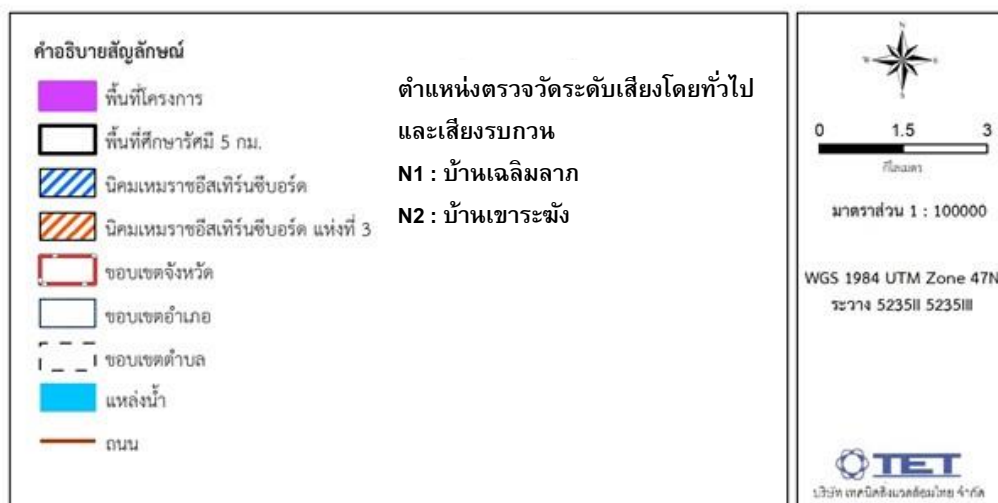 คำอธิบายสัญลักษณ์
พื้นที่โครงการ
พื้นที่ศึกษารัศมี 5 กม.
นิคมเหมราชอีสเทิร์นซีบอร์ด
นิคมเหมราชอีสเทิร์นซีบอร์ด แห่งที่ 3
ขอบเขตจังหวัด
ขอบเขตอำเภอ
ขอบเขตตำบล
แหล่งน้ำ
ถนน
ตำแหน่งตรวจวัดระดับเสียงโดยทั่วไป
และเสียงรบกวน
N1 : บ้านเฉลิมลาภ
N2 : บ้านเขาระฆัง
0 1.5 3
กิโลเมตร
มาตราส่วน 1 : 100000
WGS 1984 UTM Zone 47N
ระวาง 5235II 5235III
TET
บริษัท เทคนิคสิ่งแวดล้อมไทย จำกัด